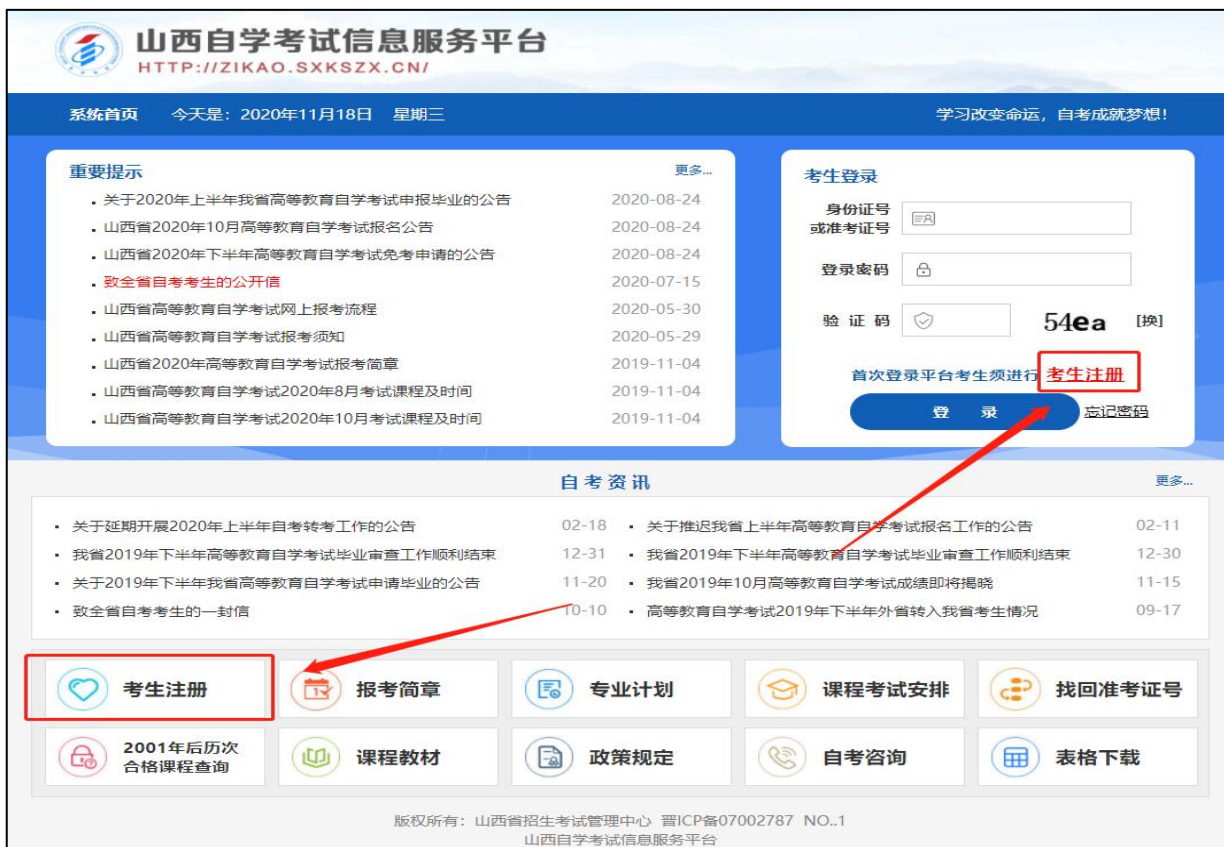 山西自学考试信息服务平台
HTTP://ZIKAO.SXKSZX.CN/
系统首页 今天是：2020年11月18日 星期三 学习改变命运，自考成就梦想！
重要提示 更多...
关于2020年上半年我省高等教育自学考试申报毕业的公告 2020-08-24
山西省2020年10月高等教育自学考试报名公告 2020-08-24
山西省2020年下半年高等教育自学考试免考申请的公告 2020-08-24
致全省自考考生的公开信 2020-07-15
山西省高等教育自学考试网上报考流程 2020-05-30
山西省高等教育自学考试报考须知 2020-05-29
山西省2020年高等教育自学考试报考简章 2019-11-04
山西省高等教育自学考试2020年8月考试课程及时间 2019-11-04
山西省高等教育自学考试2020年10月考试课程及时间 2019-11-04
考生登录
身份证号
或准考证号
登录密码
验 证 码 54ea [换]
首次登录平台考生须进行 考生注册
登 录 忘记密码
自考资讯 更多...
关于延期开展2020年上半年自考转考工作的公告 02-18
关于推迟我省上半年高等教育自学考试报名工作的公告 02-11
我省2019年下半年高等教育自学考试毕业审查工作顺利结束 12-31
我省2019年下半年高等教育自学考试毕业审查工作顺利结束 12-30
关于2019年下半年我省高等教育自学考试申请毕业的公告 11-20
我省2019年10月高等教育自学考试成绩即将揭晓 11-15
致全省自考考生的一封信 10-10
高等教育自学考试2019年下半年外省转入我省考生情况 09-17
考生注册 报考简章 专业计划 课程考试安排 找回准考证号
2001年后历次
合格课程查询
课程教材 政策规定 自考咨询 表格下载
版权所有：山西省招生考试管理中心 晋ICP备07002787 NO..1
山西自学考试信息服务平台